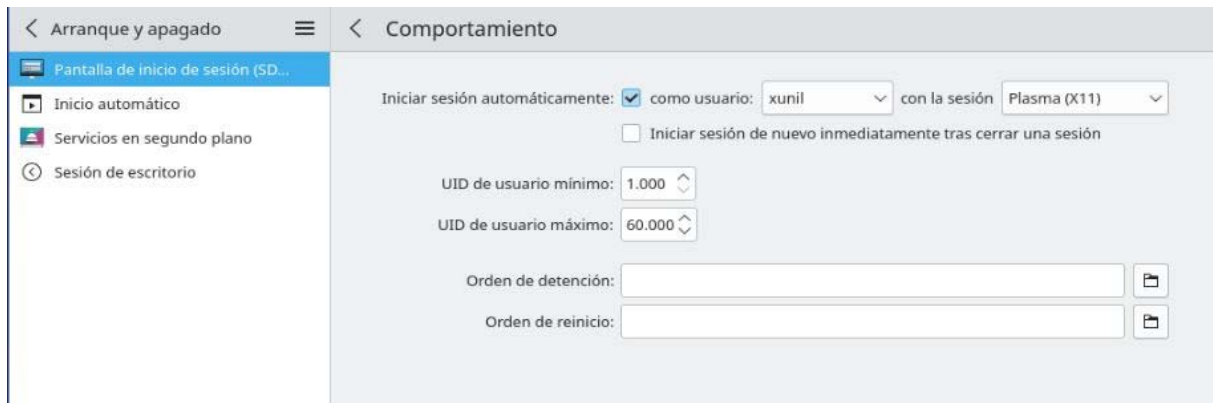 Arranque y apagado
Pantalla de inicio de sesión (SD...
Inicio automático
Servicios en segundo plano
Sesión de escritorio
Comportamiento
Iniciar sesión automáticamente: como usuario: xunil con la sesión Plasma (X11)
Iniciar sesión de nuevo inmediatamente tras cerrar una sesión
UID de usuario mínimo: 1.000
UID de usuario máximo: 60.000
Orden de detención:
Orden de reinicio: